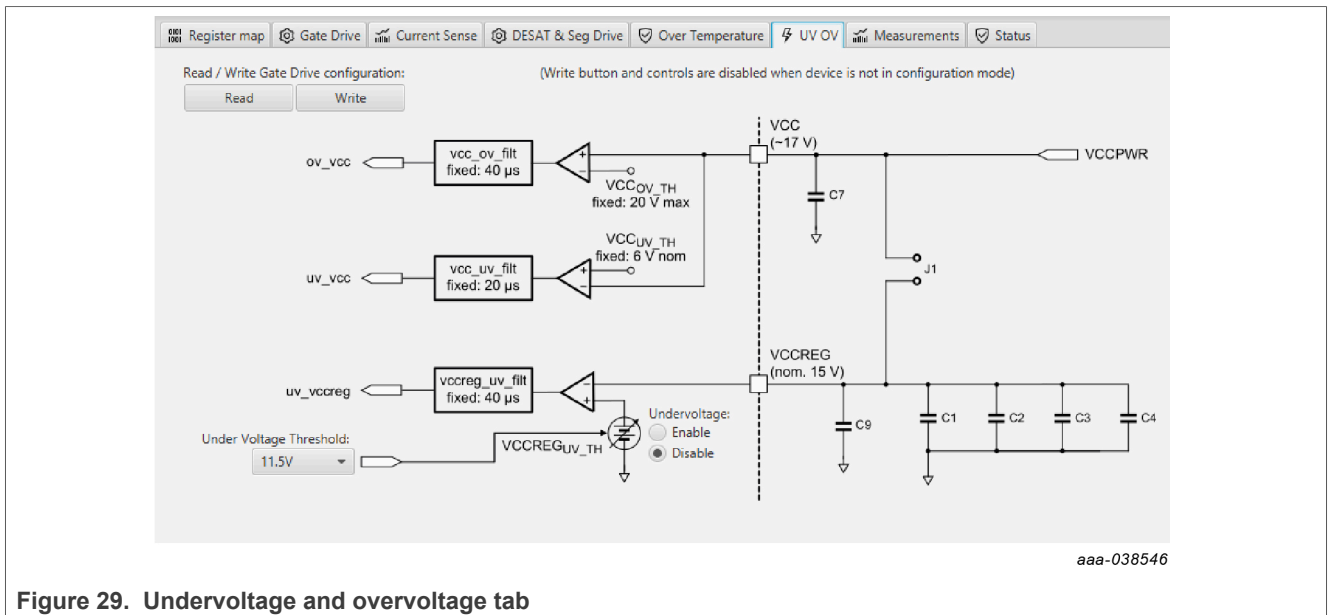 Register map Gate Drive Current Sense DESAT & Seg Drive Over Temperature UV OV Measurements Status
Read / Write Gate Drive configuration: (Write button and controls are disabled when device is not in configuration mode)
Read Write
VCC
(~17 V)
VCCPWR
ov_vcc
vcc_ov_filt
fixed: 40 µs
+
−
VCCOV_TH
fixed: 20 V max
C7
VCCUV_TH
fixed: 6 V nom
uv_vcc
vcc_uv_filt
fixed: 20 µs
+
−
J1
VCCREG
(nom. 15 V)
uv_vccreg
vccreg_uv_filt
fixed: 40 µs
−
+
C9
C1
C2
C3
C4
Undervoltage:
Enable
Disable
Under Voltage Threshold:
11.5V
VCCREGUV_TH
aaa-038546
Figure 29. Undervoltage and overvoltage tab